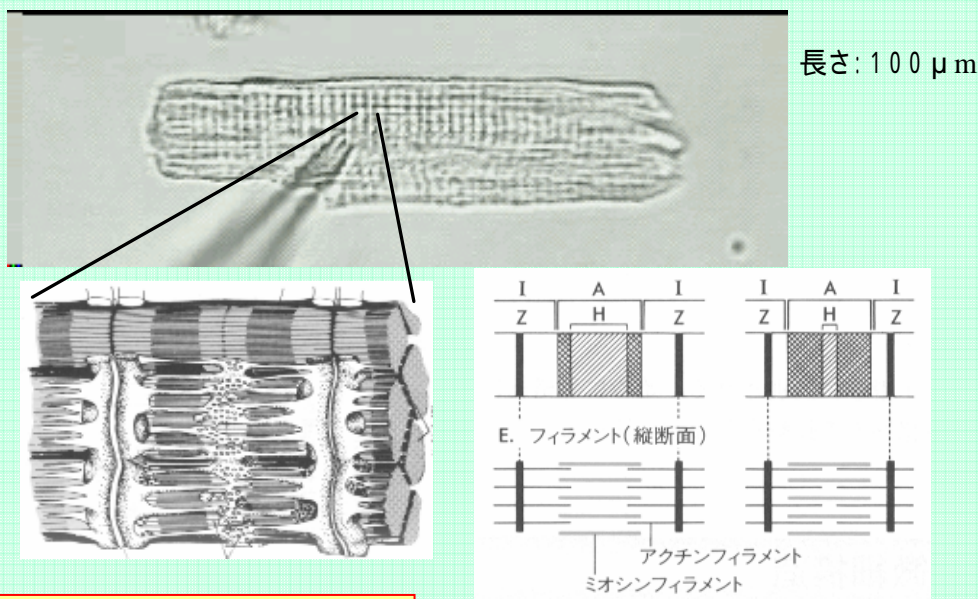 長さ:100μm
I A I I A I
Z H Z Z H Z
E. フィラメント(縦断面)
アクチンフィラメント
ミオシンフィラメント